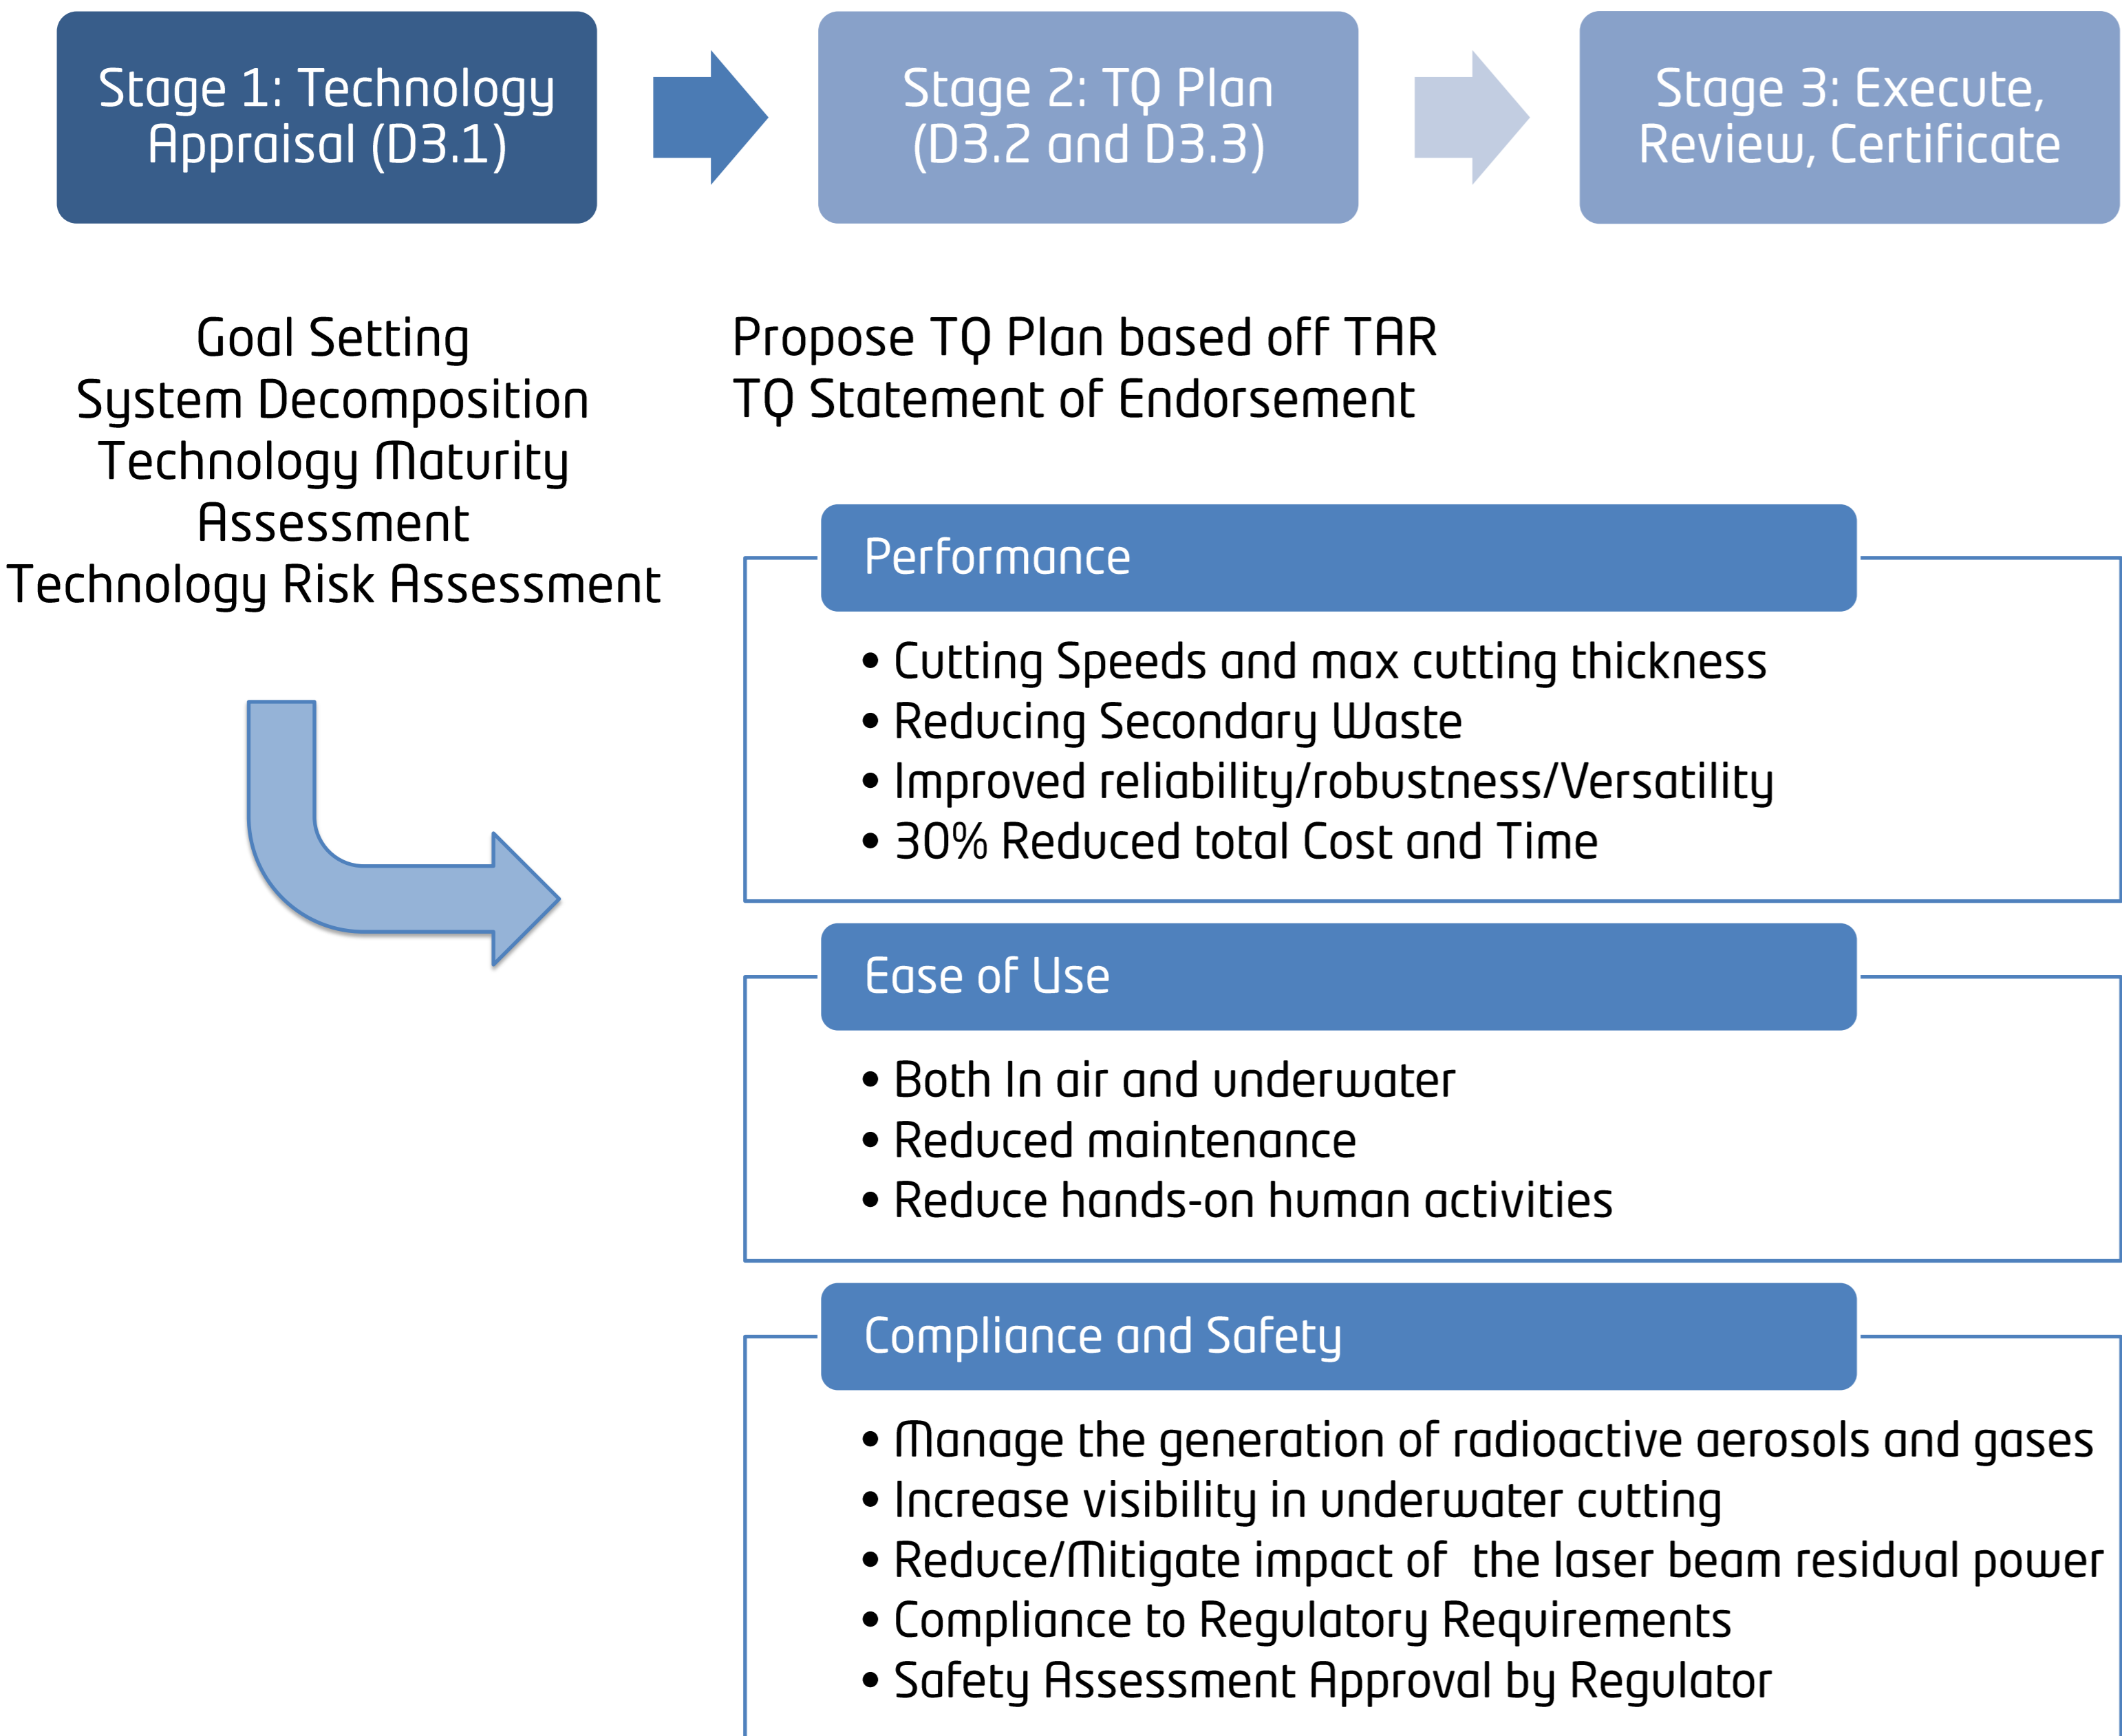 Stage 1: Technology
Appraisal (D3.1)
Stage 2: TQ Plan
(D3.2 and D3.3)
Stage 3: Execute,
Review, Certificate
Goal Setting
System Decomposition
Technology Maturity
Assessment
Technology Risk Assessment
Propose TQ Plan based off TAR
TQ Statement of Endorsement
Performance
• Cutting Speeds and max cutting thickness
• Reducing Secondary Waste
• Improved reliability/robustness/Versatility
• 30% Reduced total Cost and Time
Ease of Use
• Both In air and underwater
• Reduced maintenance
• Reduce hands-on human activities
Compliance and Safety
• Manage the generation of radioactive aerosols and gases
• Increase visibility in underwater cutting
• Reduce/Mitigate impact of  the laser beam residual power
• Compliance to Regulatory Requirements
• Safety Assessment Approval by Regulator